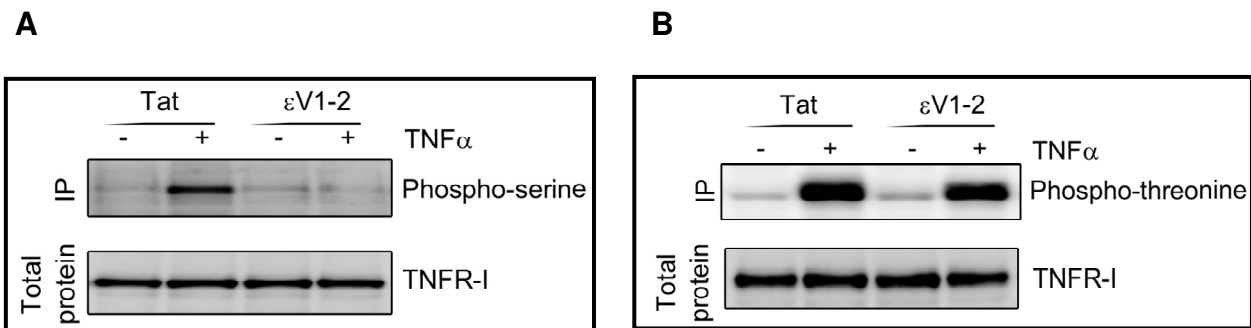 A
Tat εV1-2
- + - + TNFα
IP Phospho-serine
Total protein TNFR-I
B
Tat εV1-2
- + - + TNFα
IP Phospho-threonine
Total protein TNFR-I